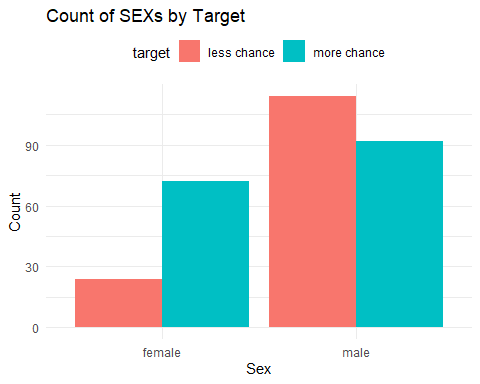 Count of SEXs by Target
target less chance more chance
Count
90
60
30
0
female male
Sex